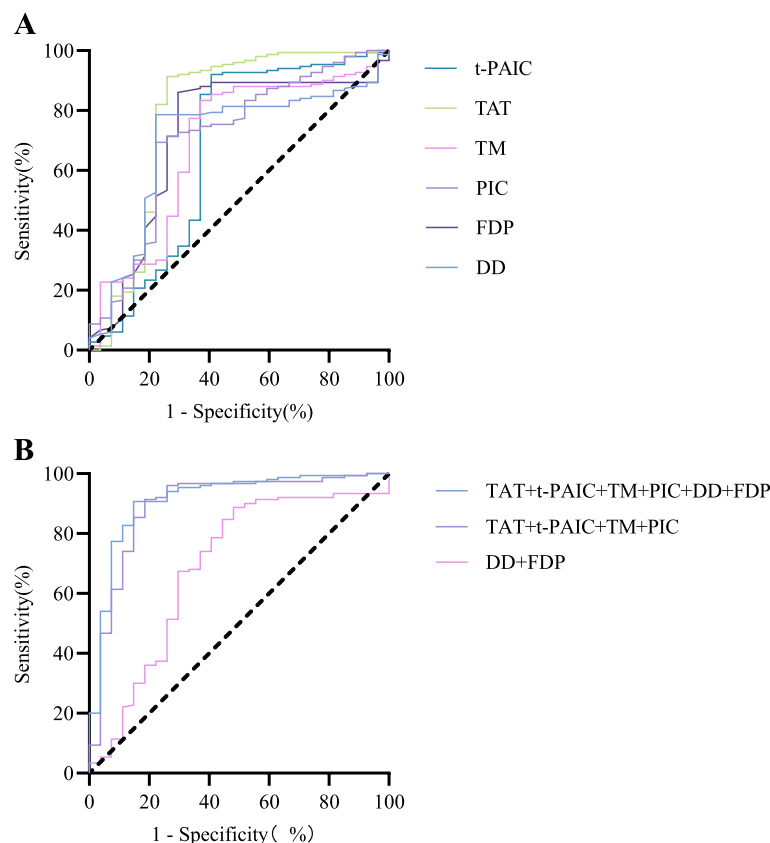 A
Sensitivity(%)
100
80
60
40
20
0
0 20 40 60 80 100
1 - Specificity(%)
t-PAIC
TAT
TM
PIC
FDP
DD
B
Sensitivity(%)
100
80
60
40
20
0
0 20 40 60 80 100
1 - Specificity( %)
TAT+t-PAIC+TM+PIC+DD+FDP
TAT+t-PAIC+TM+PIC
DD+FDP